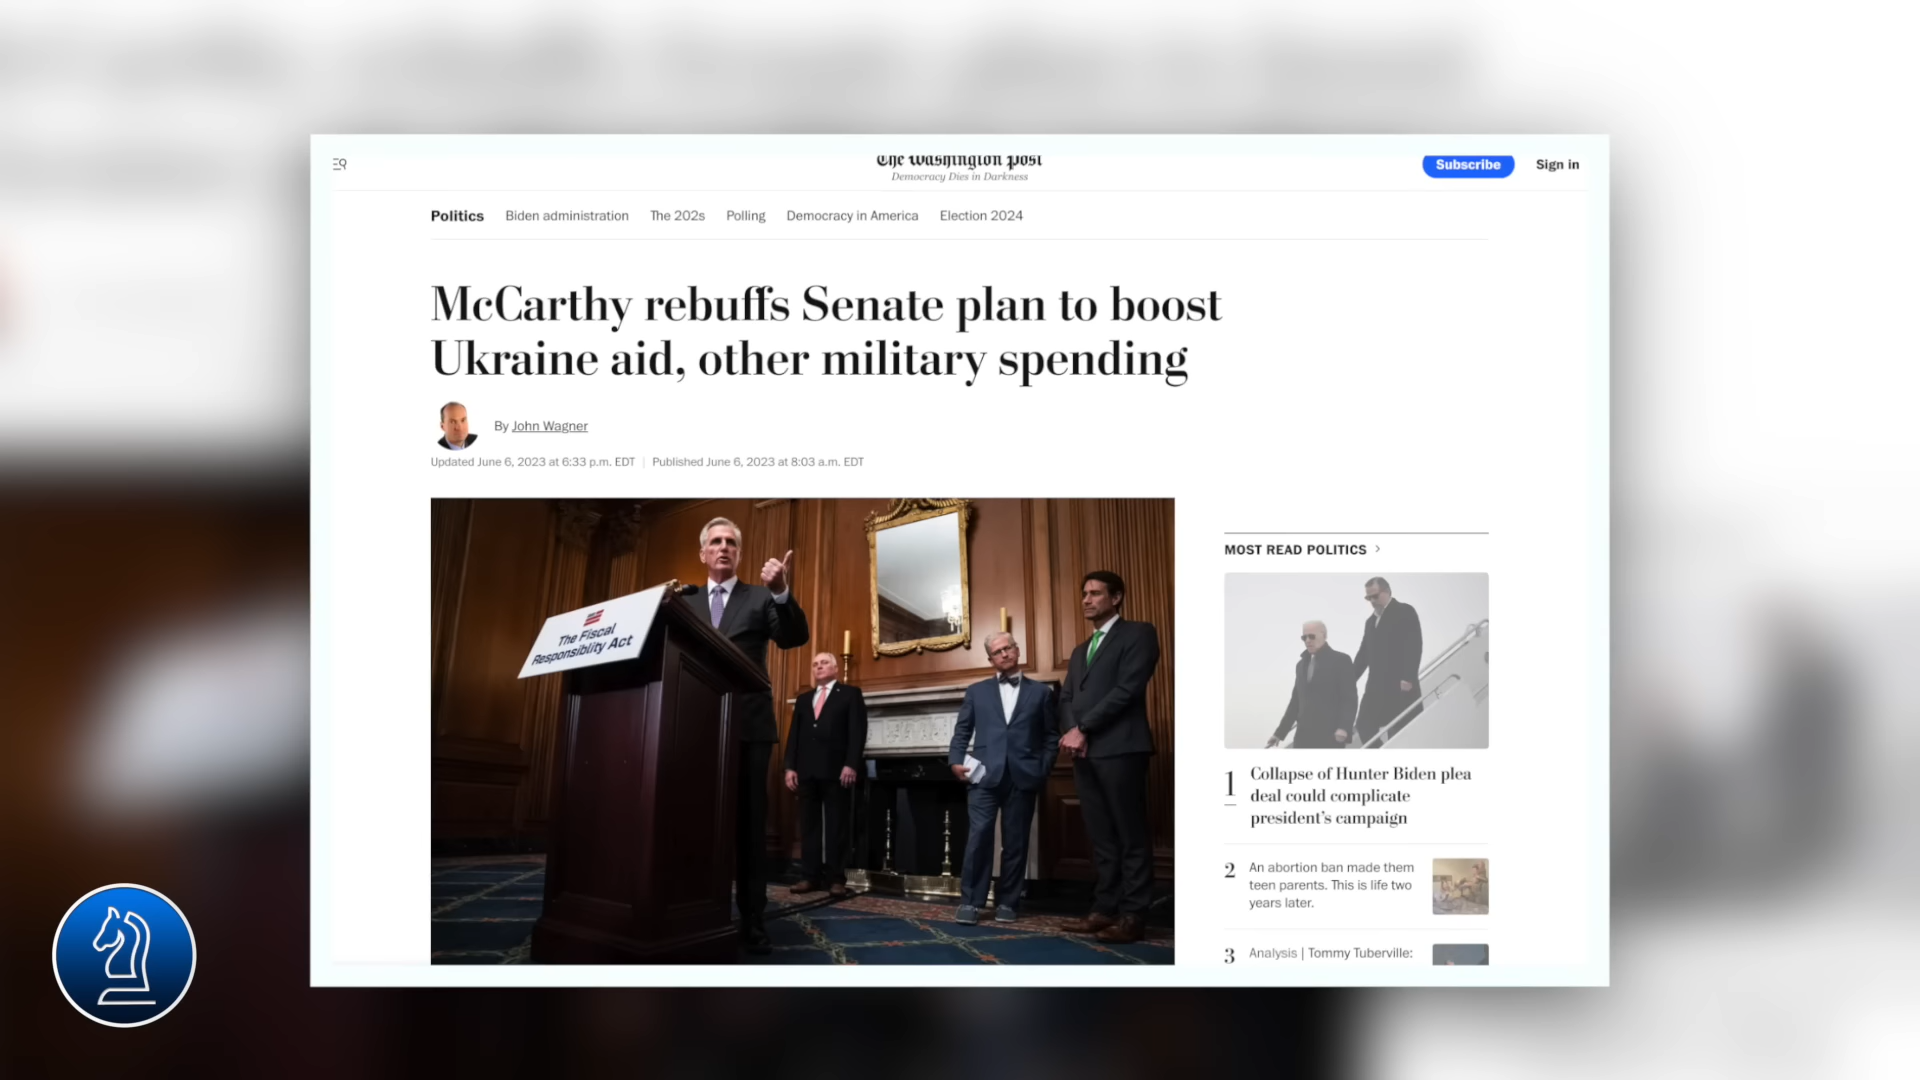 The Washington Post
Democracy Dies in Darkness
Subscribe
Sign in
Politics
Biden administration
The 202s
Polling
Democracy in America
Election 2024
McCarthy rebuffs Senate plan to boost
Ukraine aid, other military spending
By John Wagner
Updated June 6, 2023 at 6:33 p.m. EDT | Published June 6, 2023 at 8:03 a.m. EDT
The Fiscal
Responsiblity Act
MOST READ POLITICS >
1
Collapse of Hunter Biden plea
deal could complicate
president's campaign
2
An abortion ban made them
teen parents. This is life two
years later.
3
Analysis | Tommy Tuberville: